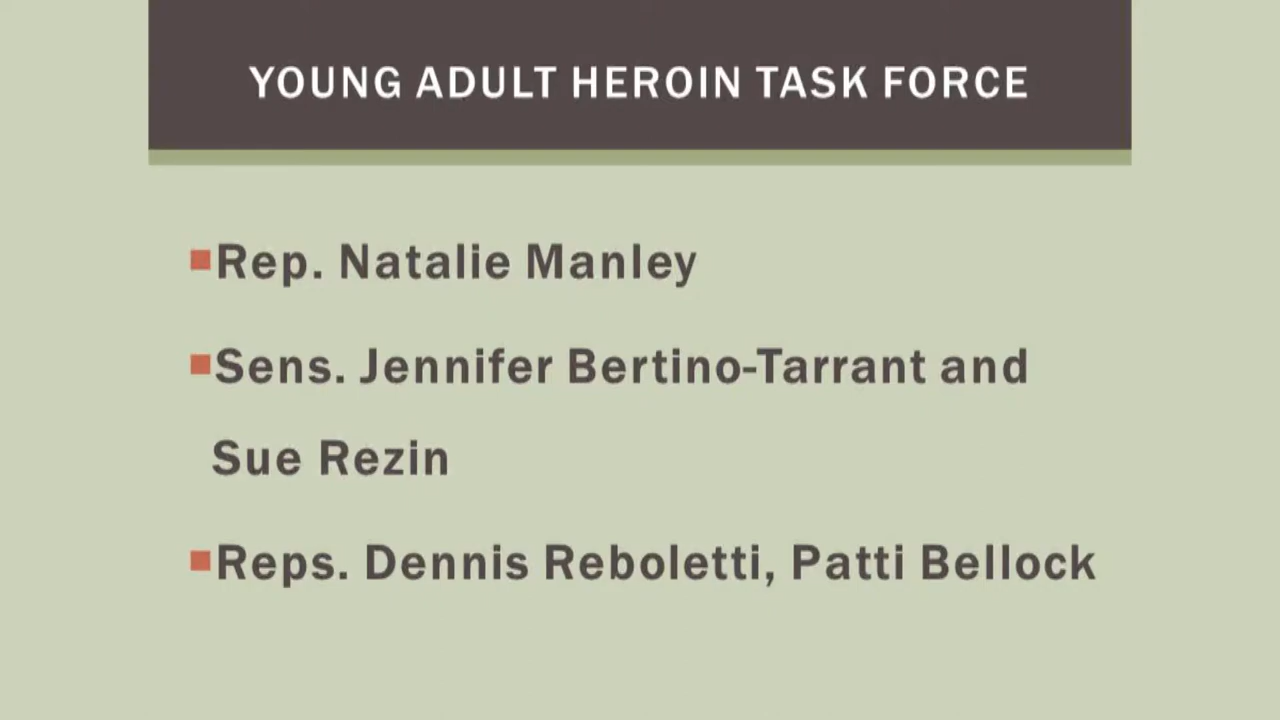 YOUNG ADULT HEROIN TASK FORCE
Rep. Natalie Manley
Sens. Jennifer Bertino-Tarrant and
Sue Rezin
Reps. Dennis Reboletti, Patti Bellock